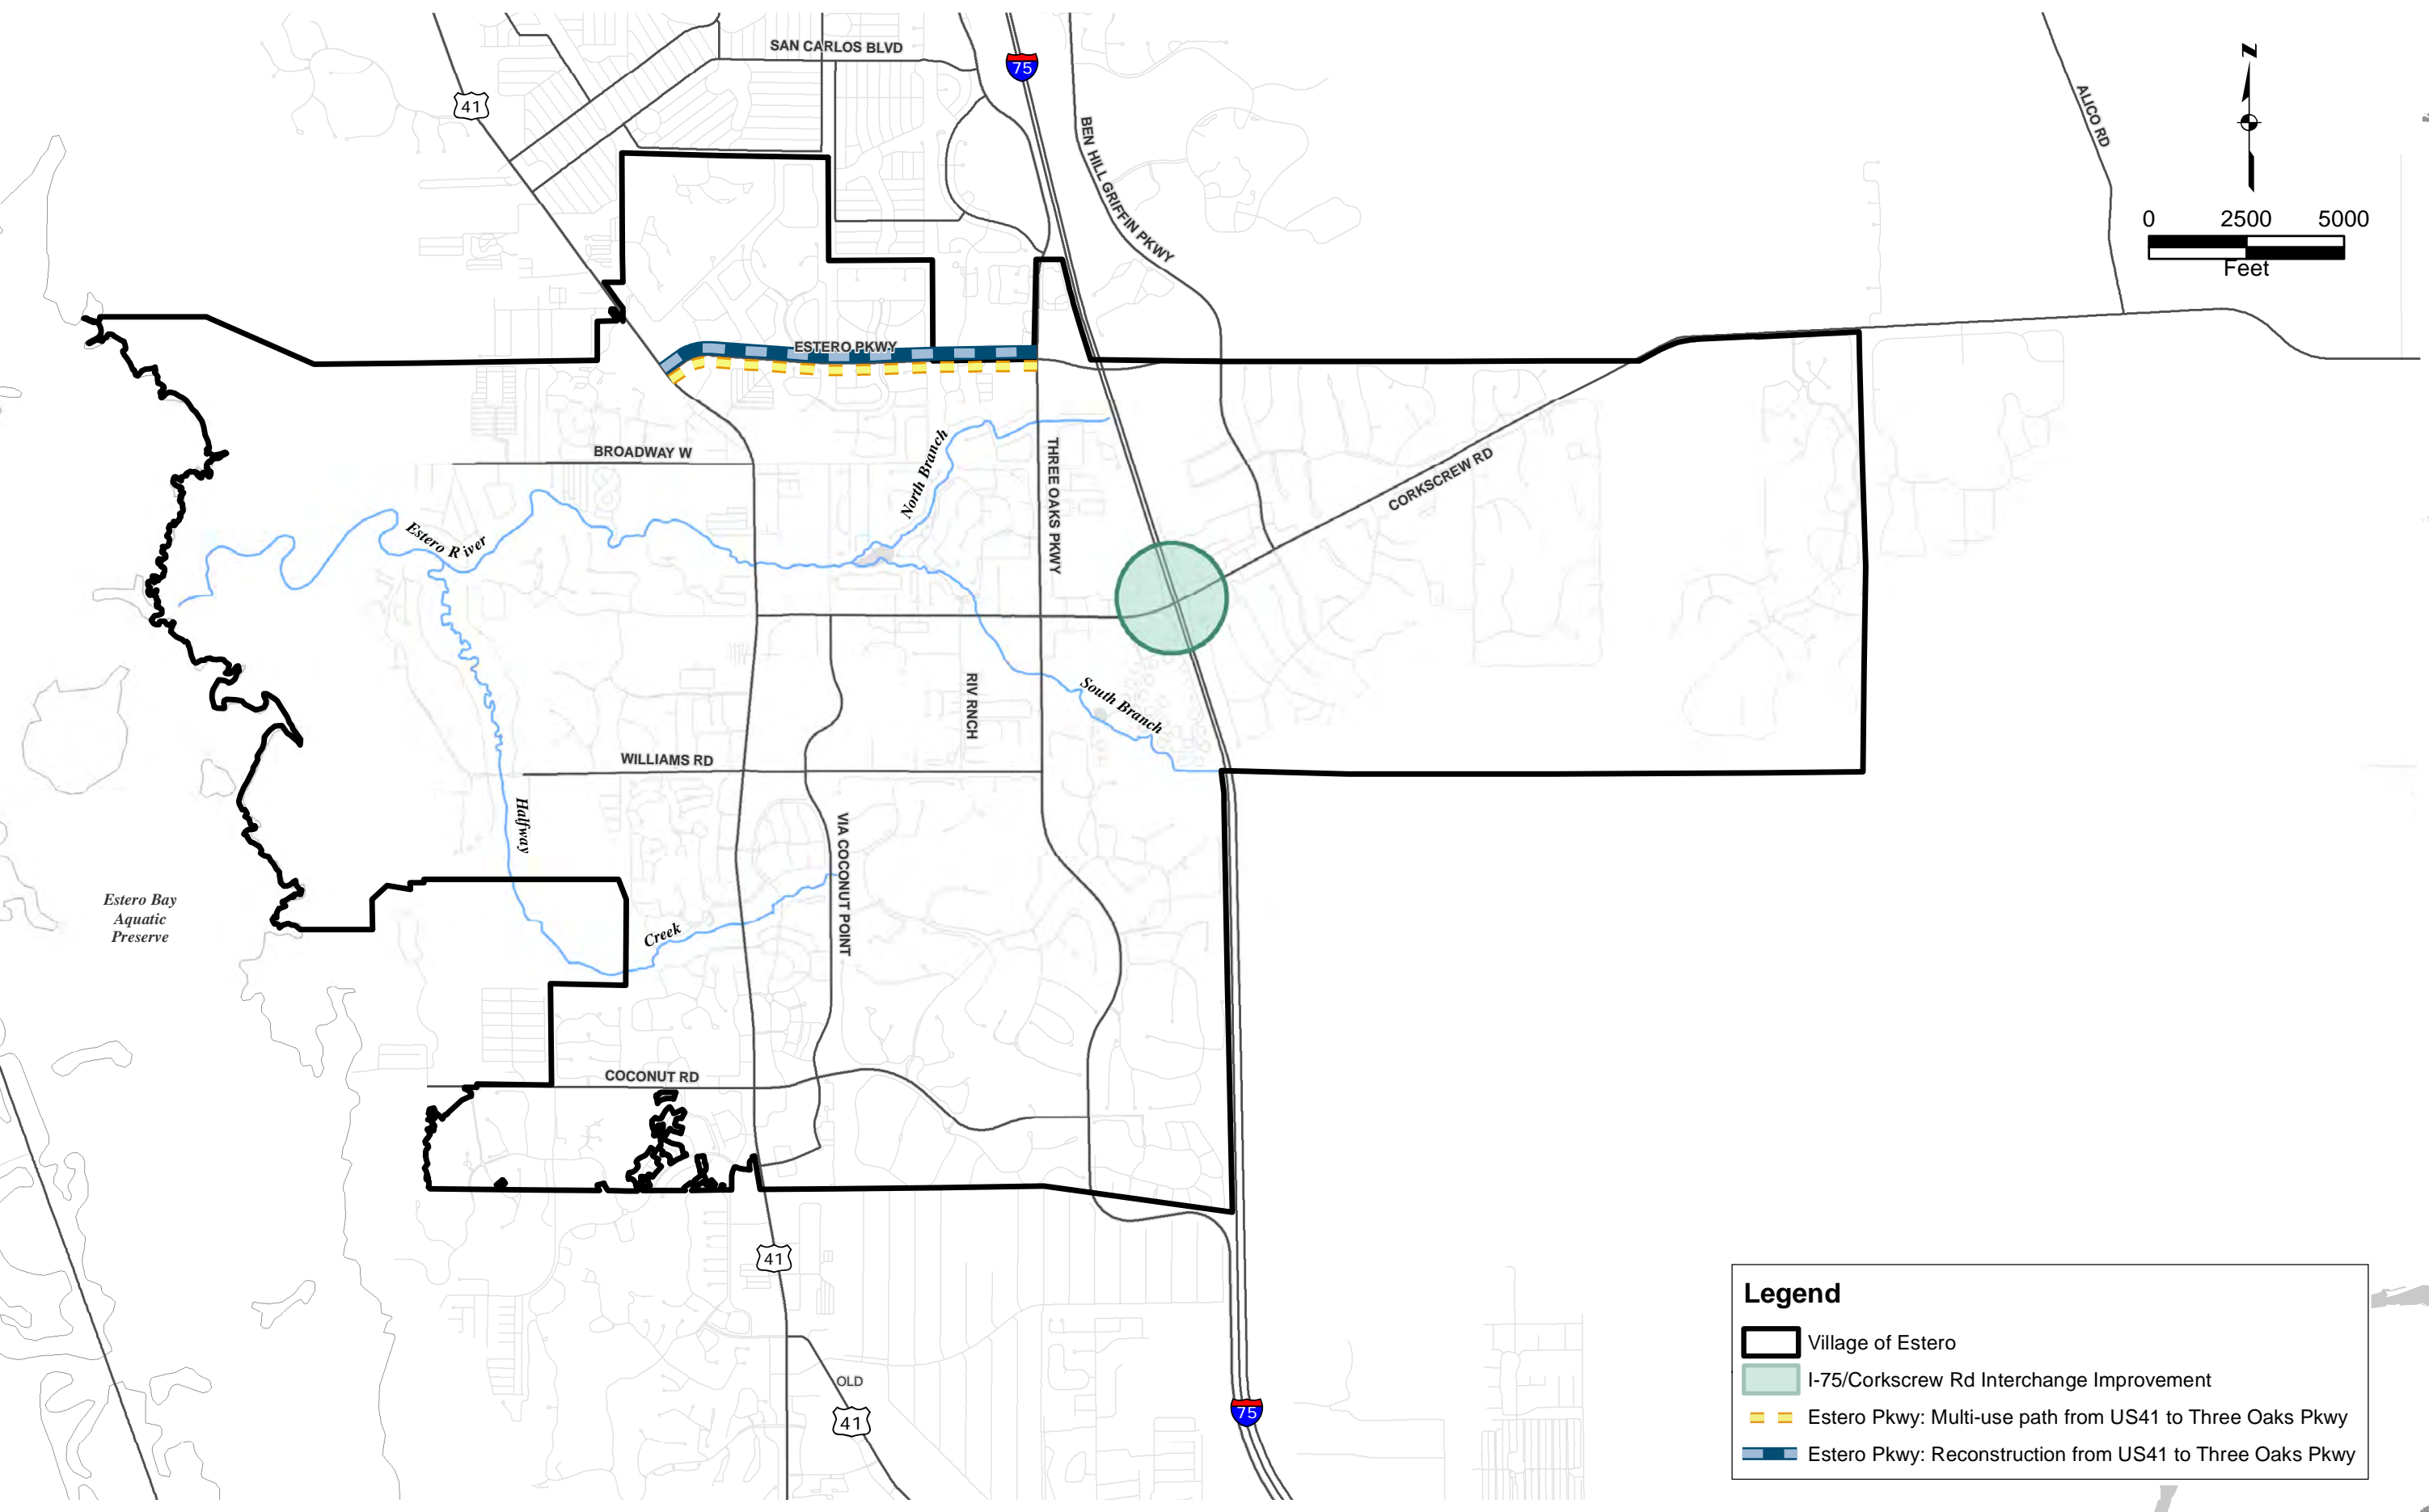 SAN CARLOS BLVD
75
41
BEN HILL GRIFFIN PKWY
ALICO RD
N
0 2500 5000
Feet
ESTERO PKWY
BROADWAY W
North Branch
THREE OAKS PKWY
CORKSCREW RD
Estero River
South Branch
RIV RNCH
WILLIAMS RD
Halfway
VIA COCONUT POINT
Estero Bay
Aquatic
Preserve
Creek
COCONUT RD
41
OLD
41
75
Legend
Village of Estero
I-75/Corkscrew Rd Interchange Improvement
Estero Pkwy: Multi-use path from US41 to Three Oaks Pkwy
Estero Pkwy: Reconstruction from US41 to Three Oaks Pkwy